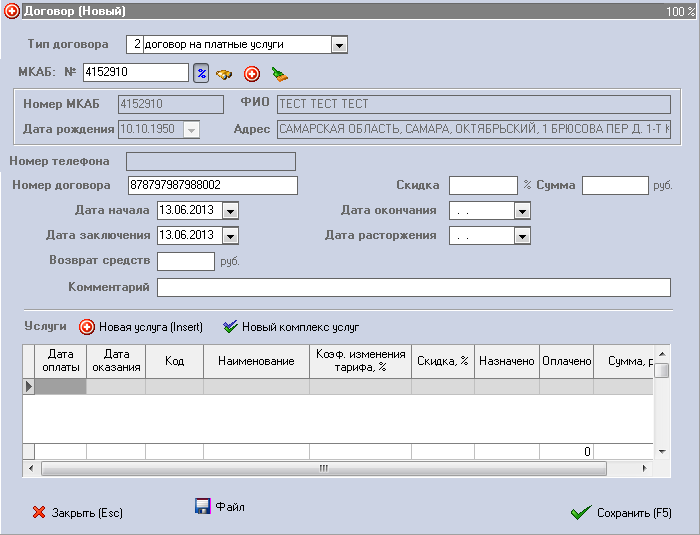 Договор (Новый) 100 %
Тип договора 2 договор на платные услуги
МКАБ: № 4152910 %
Номер МКАБ 4152910 ФИО ТЕСТ ТЕСТ ТЕСТ
Дата рождения 10.10.1950 Адрес САМАРСКАЯ ОБЛАСТЬ, САМАРА, ОКТЯБРЬСКИЙ, 1 БРЮСОВА ПЕР Д. 1-Т К
Номер телефона
Номер договора 878797987988002 Скидка % Сумма руб.
Дата начала 13.06.2013 Дата окончания . .
Дата заключения 13.06.2013 Дата расторжения . .
Возврат средств руб.
Комментарий
Услуги Новая услуга (Insert) Новый комплекс услуг
Дата оплаты Дата оказания Код Наименование Коэф. изменения тарифа, % Скидка, % Назначено Оплачено Сумма, р
0
Закрыть (Esc) Файл Сохранить (F5)